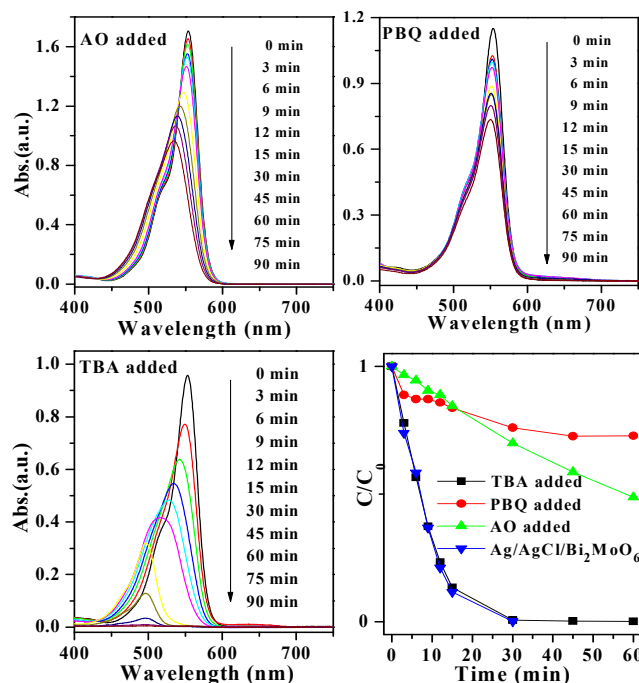 AO added
0 min
3 min
6 min
9 min
12 min
15 min
30 min
45 min
60 min
75 min
90 min
1.6
1.2
0.8
0.4
0.0
Abs.(a.u.)
400 500 600 700
Wavelength (nm)
PBQ added
0 min
3 min
6 min
9 min
12 min
15 min
30 min
45 min
60 min
75 min
90 min
1.2
0.9
0.6
0.3
0.0
400 500 600 700
Wavelength (nm)
TBA added
0 min
3 min
6 min
9 min
12 min
15 min
30 min
45 min
60 min
75 min
90 min
1.0
0.8
0.6
0.4
0.2
0.0
Abs.(a.u.)
400 500 600 700
Wavelength (nm)
1
0
C/C0
TBA added
PBQ added
AO added
Ag/AgCl/Bi2MoO6
0 10 20 30 40 50 60
Time (min)